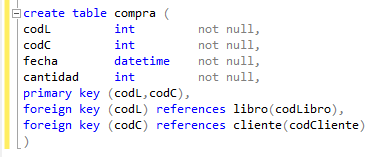 create table compra (
codL int not null,
codC int not null,
fecha datetime not null,
cantidad int not null,
primary key (codL,codC),
foreign key (codL) references libro(codLibro),
foreign key (codC) references cliente(codCliente)
)